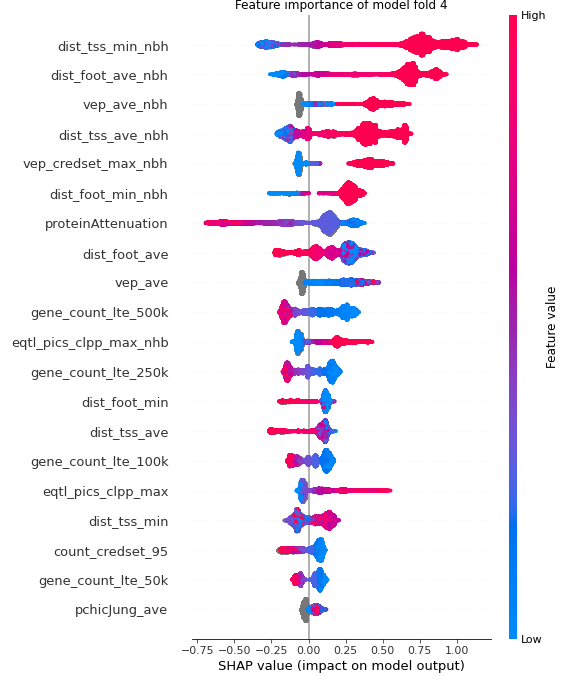 Feature importance of model fold 4
High
dist_tss_min_nbh
dist_foot_ave_nbh
vep_ave_nbh
dist_tss_ave_nbh
vep_credset_max_nbh
dist_foot_min_nbh
proteinAttenuation
dist_foot_ave
vep_ave
gene_count_lte_500k
eqtl_pics_clpp_max_nhb
gene_count_lte_250k
dist_foot_min
dist_tss_ave
gene_count_lte_100k
eqtl_pics_clpp_max
dist_tss_min
count_credset_95
gene_count_lte_50k
pchicJung_ave
Feature value
Low
−0.75 −0.50 −0.25 0.00 0.25 0.50 0.75 1.00
SHAP value (impact on model output)